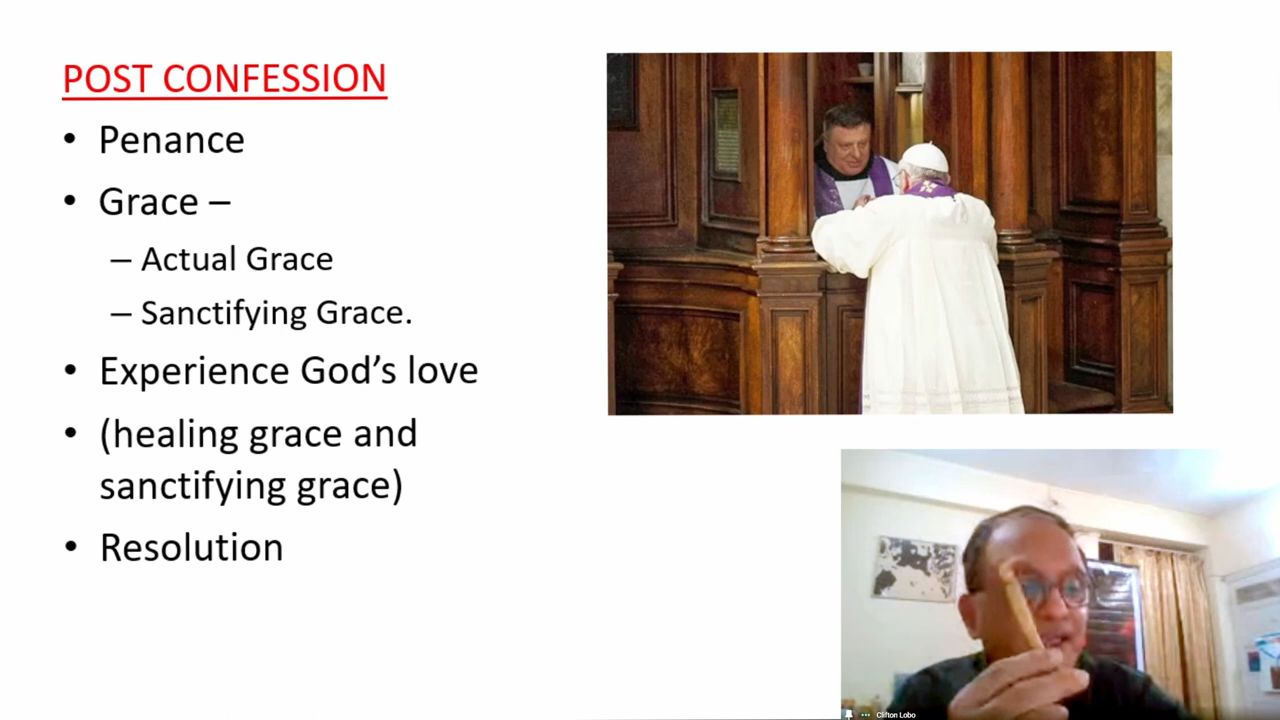 POST CONFESSION
• Penance
• Grace –
– Actual Grace
– Sanctifying Grace.
• Experience God’s love
• (healing grace and
sanctifying grace)
• Resolution
Clifton Lobo